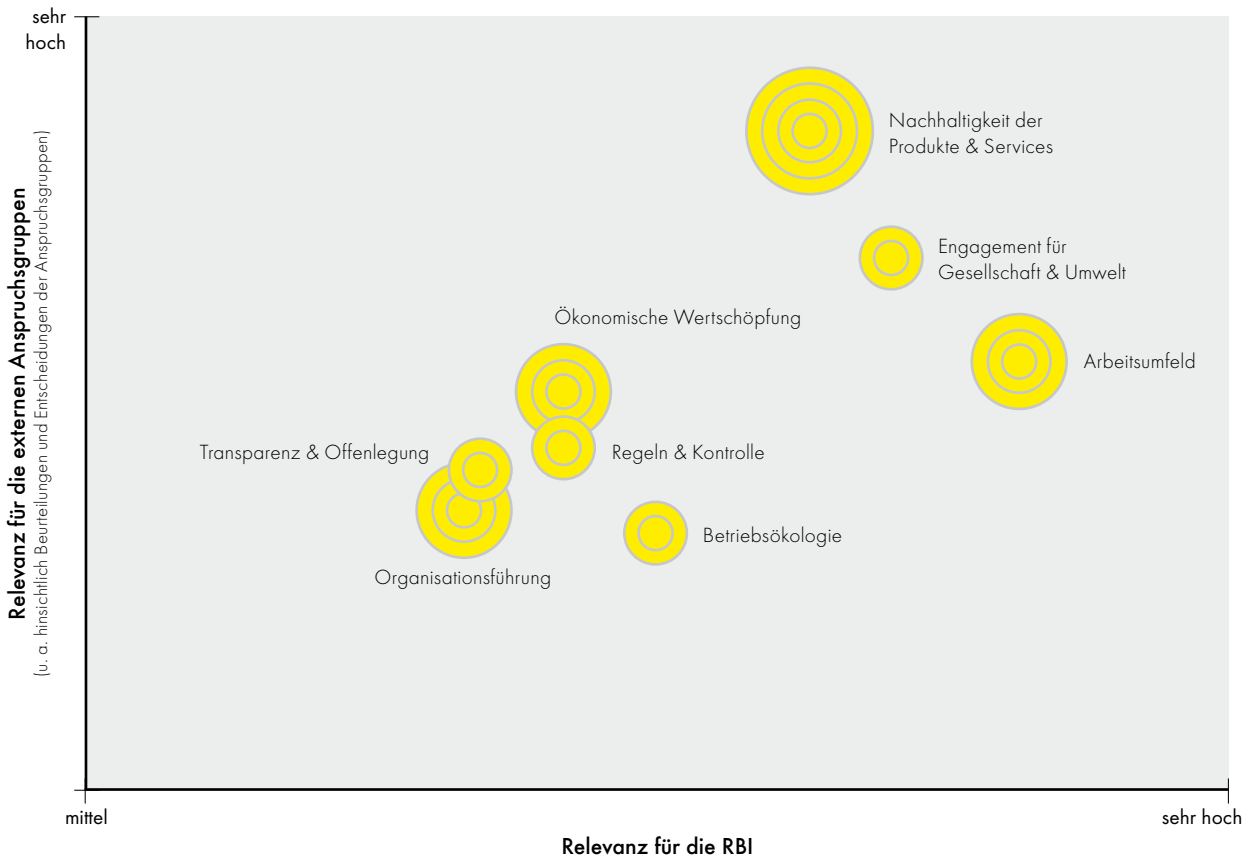 sehr
hoch
Relevanz für die externen Anspruchsgruppen
(u. a. hinsichtlich Beurteilungen und Entscheidungen der Anspruchsgruppen)
Nachhaltigkeit der
Produkte & Services
Engagement für
Gesellschaft & Umwelt
Ökonomische Wertschöpfung
Arbeitsumfeld
Transparenz & Offenlegung
Regeln & Kontrolle
Betriebsökologie
Organisationsführung
mittel
sehr hoch
Relevanz für die RBI